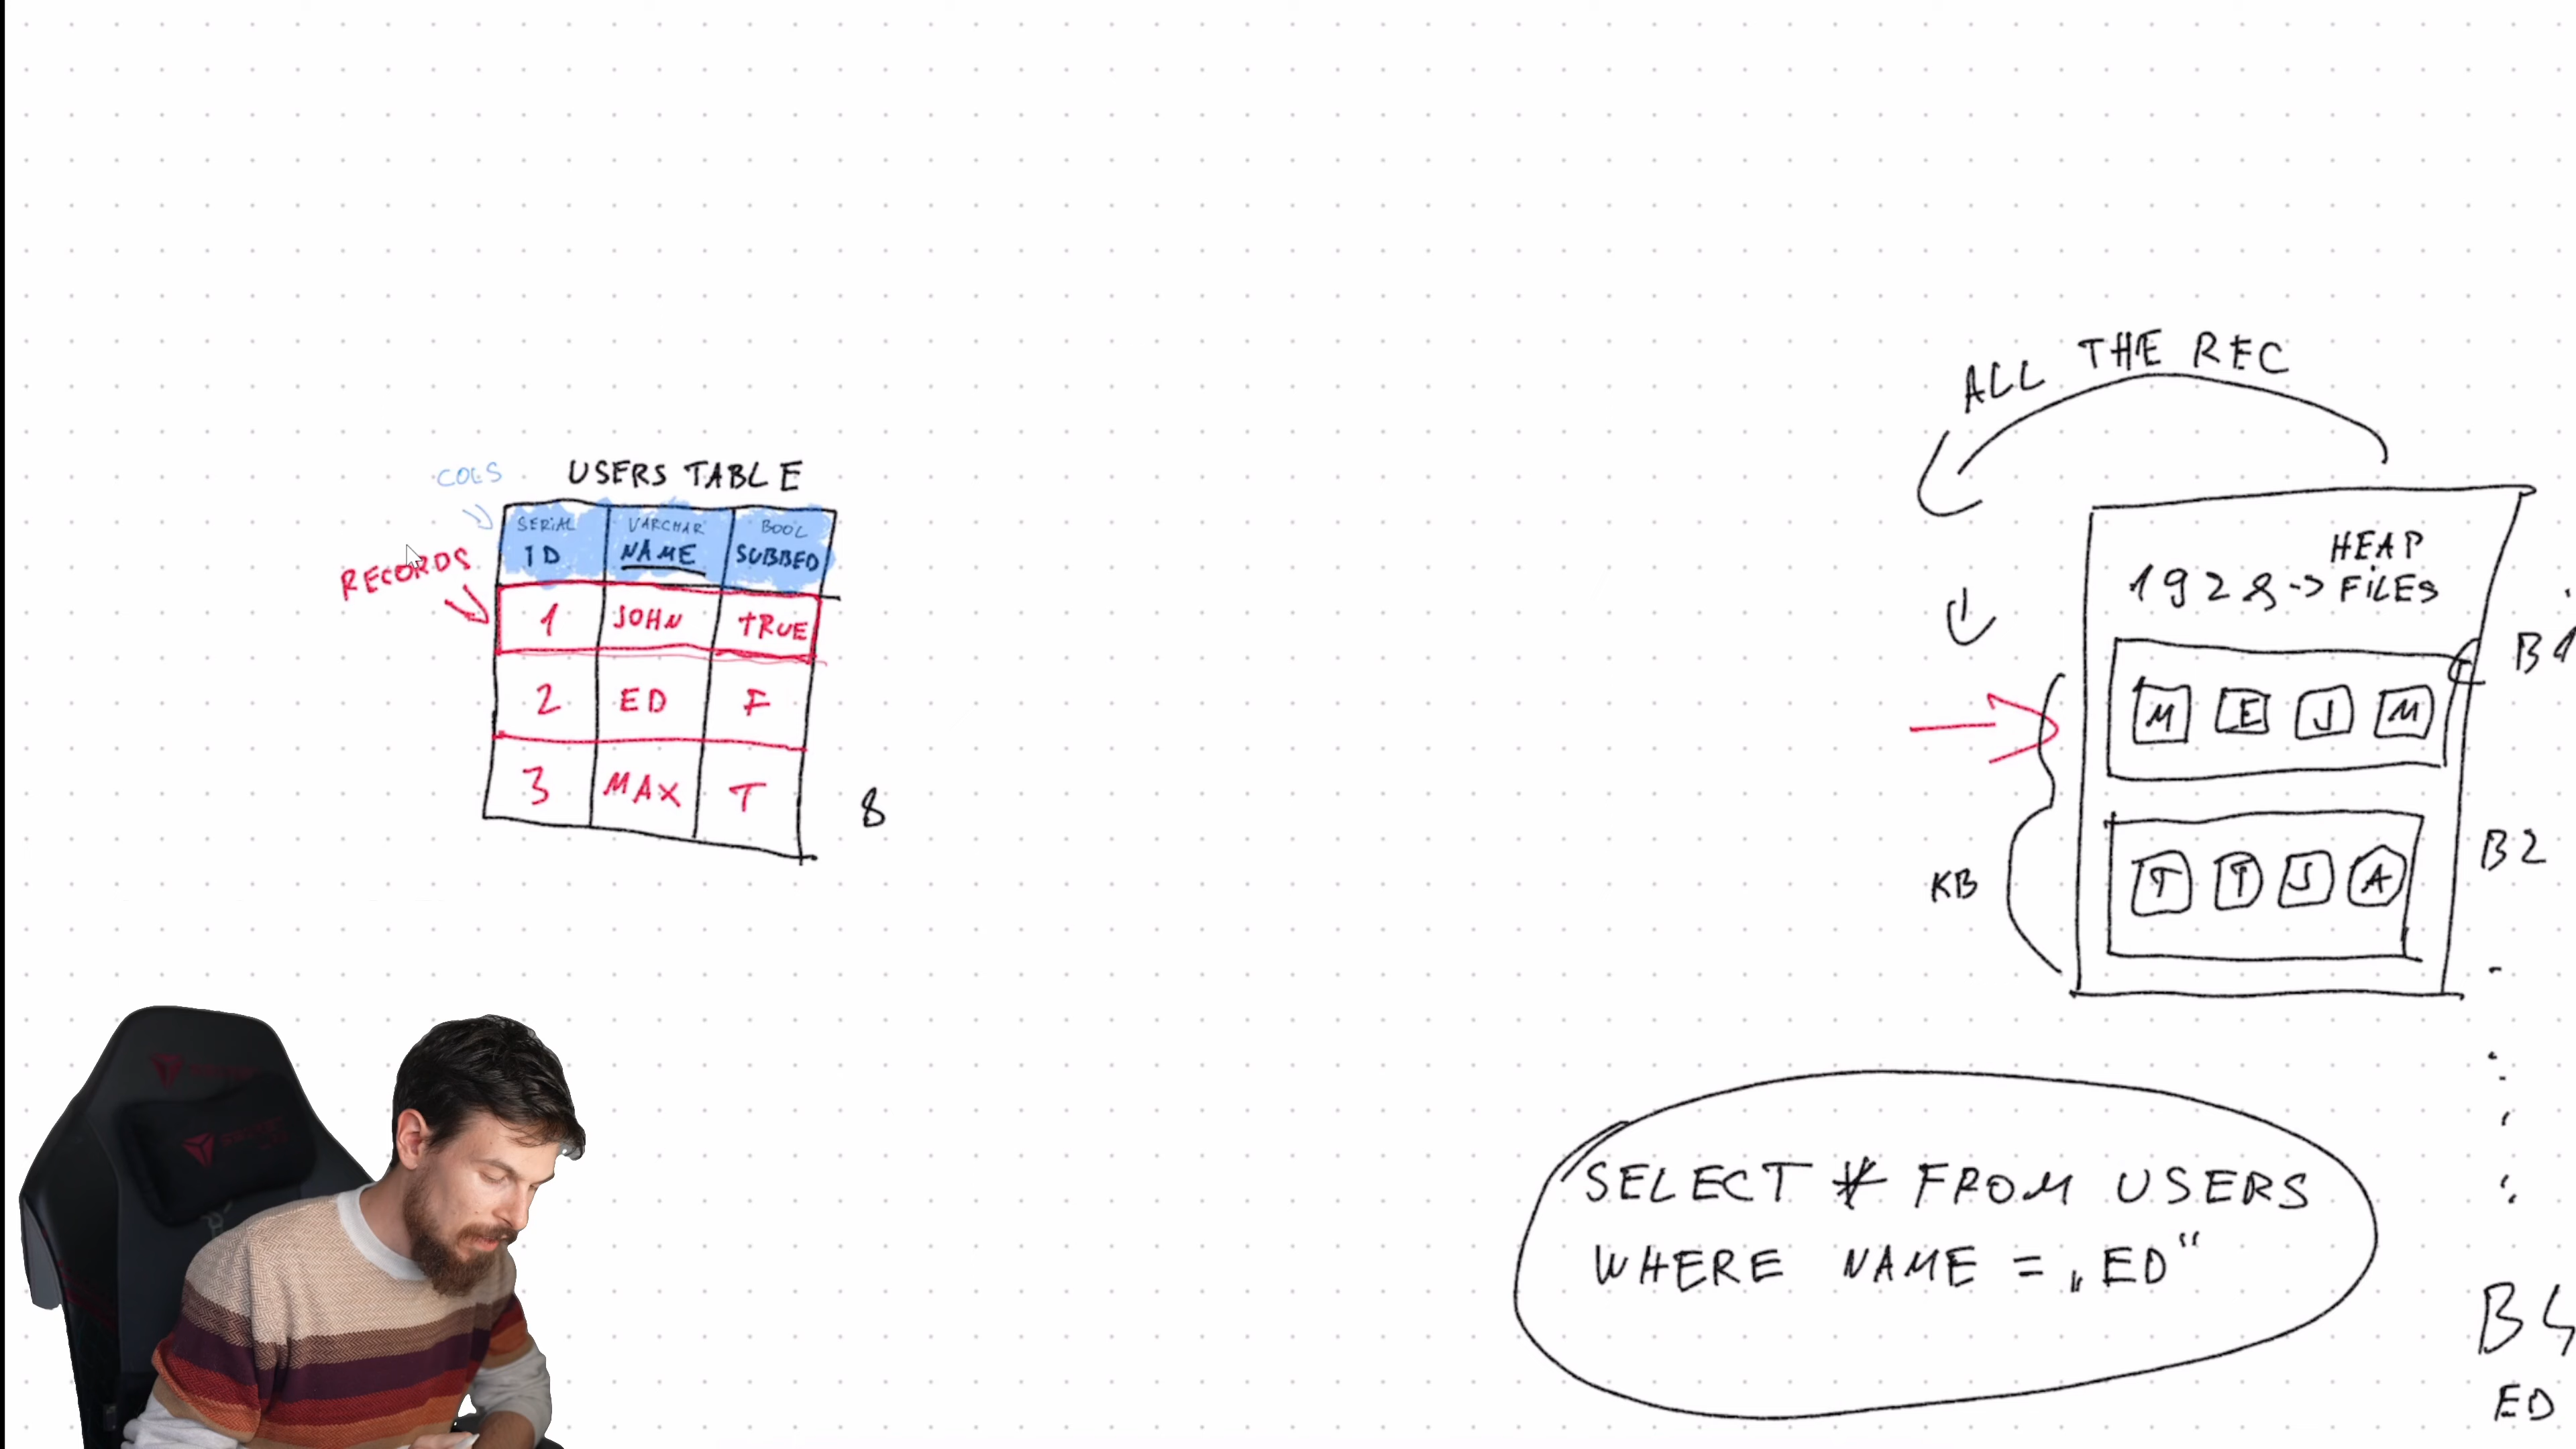 COLS
USERS TABLE
SERIAL VARCHAR BOOL
ID NAME SUBBED
RECORDS
1 JOHN TRUE
2 ED F
3 MAX T
8
ALL THE REC
HEAP
1928 -> FILES
M E J M
B1
T T J A
B2
KB
SELECT * FROM USERS
WHERE NAME = „ED“
B
ED